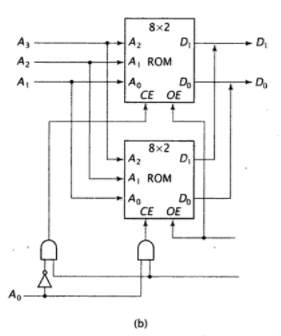 8×2
A₃ A₂ D₁ D₁
A₂ A₁ ROM
A₁ A₀ D₀ D₀
CE OE
8×2
A₂ D₁
A₁ ROM
A₀ D₀
CE OE
A₀
(b)